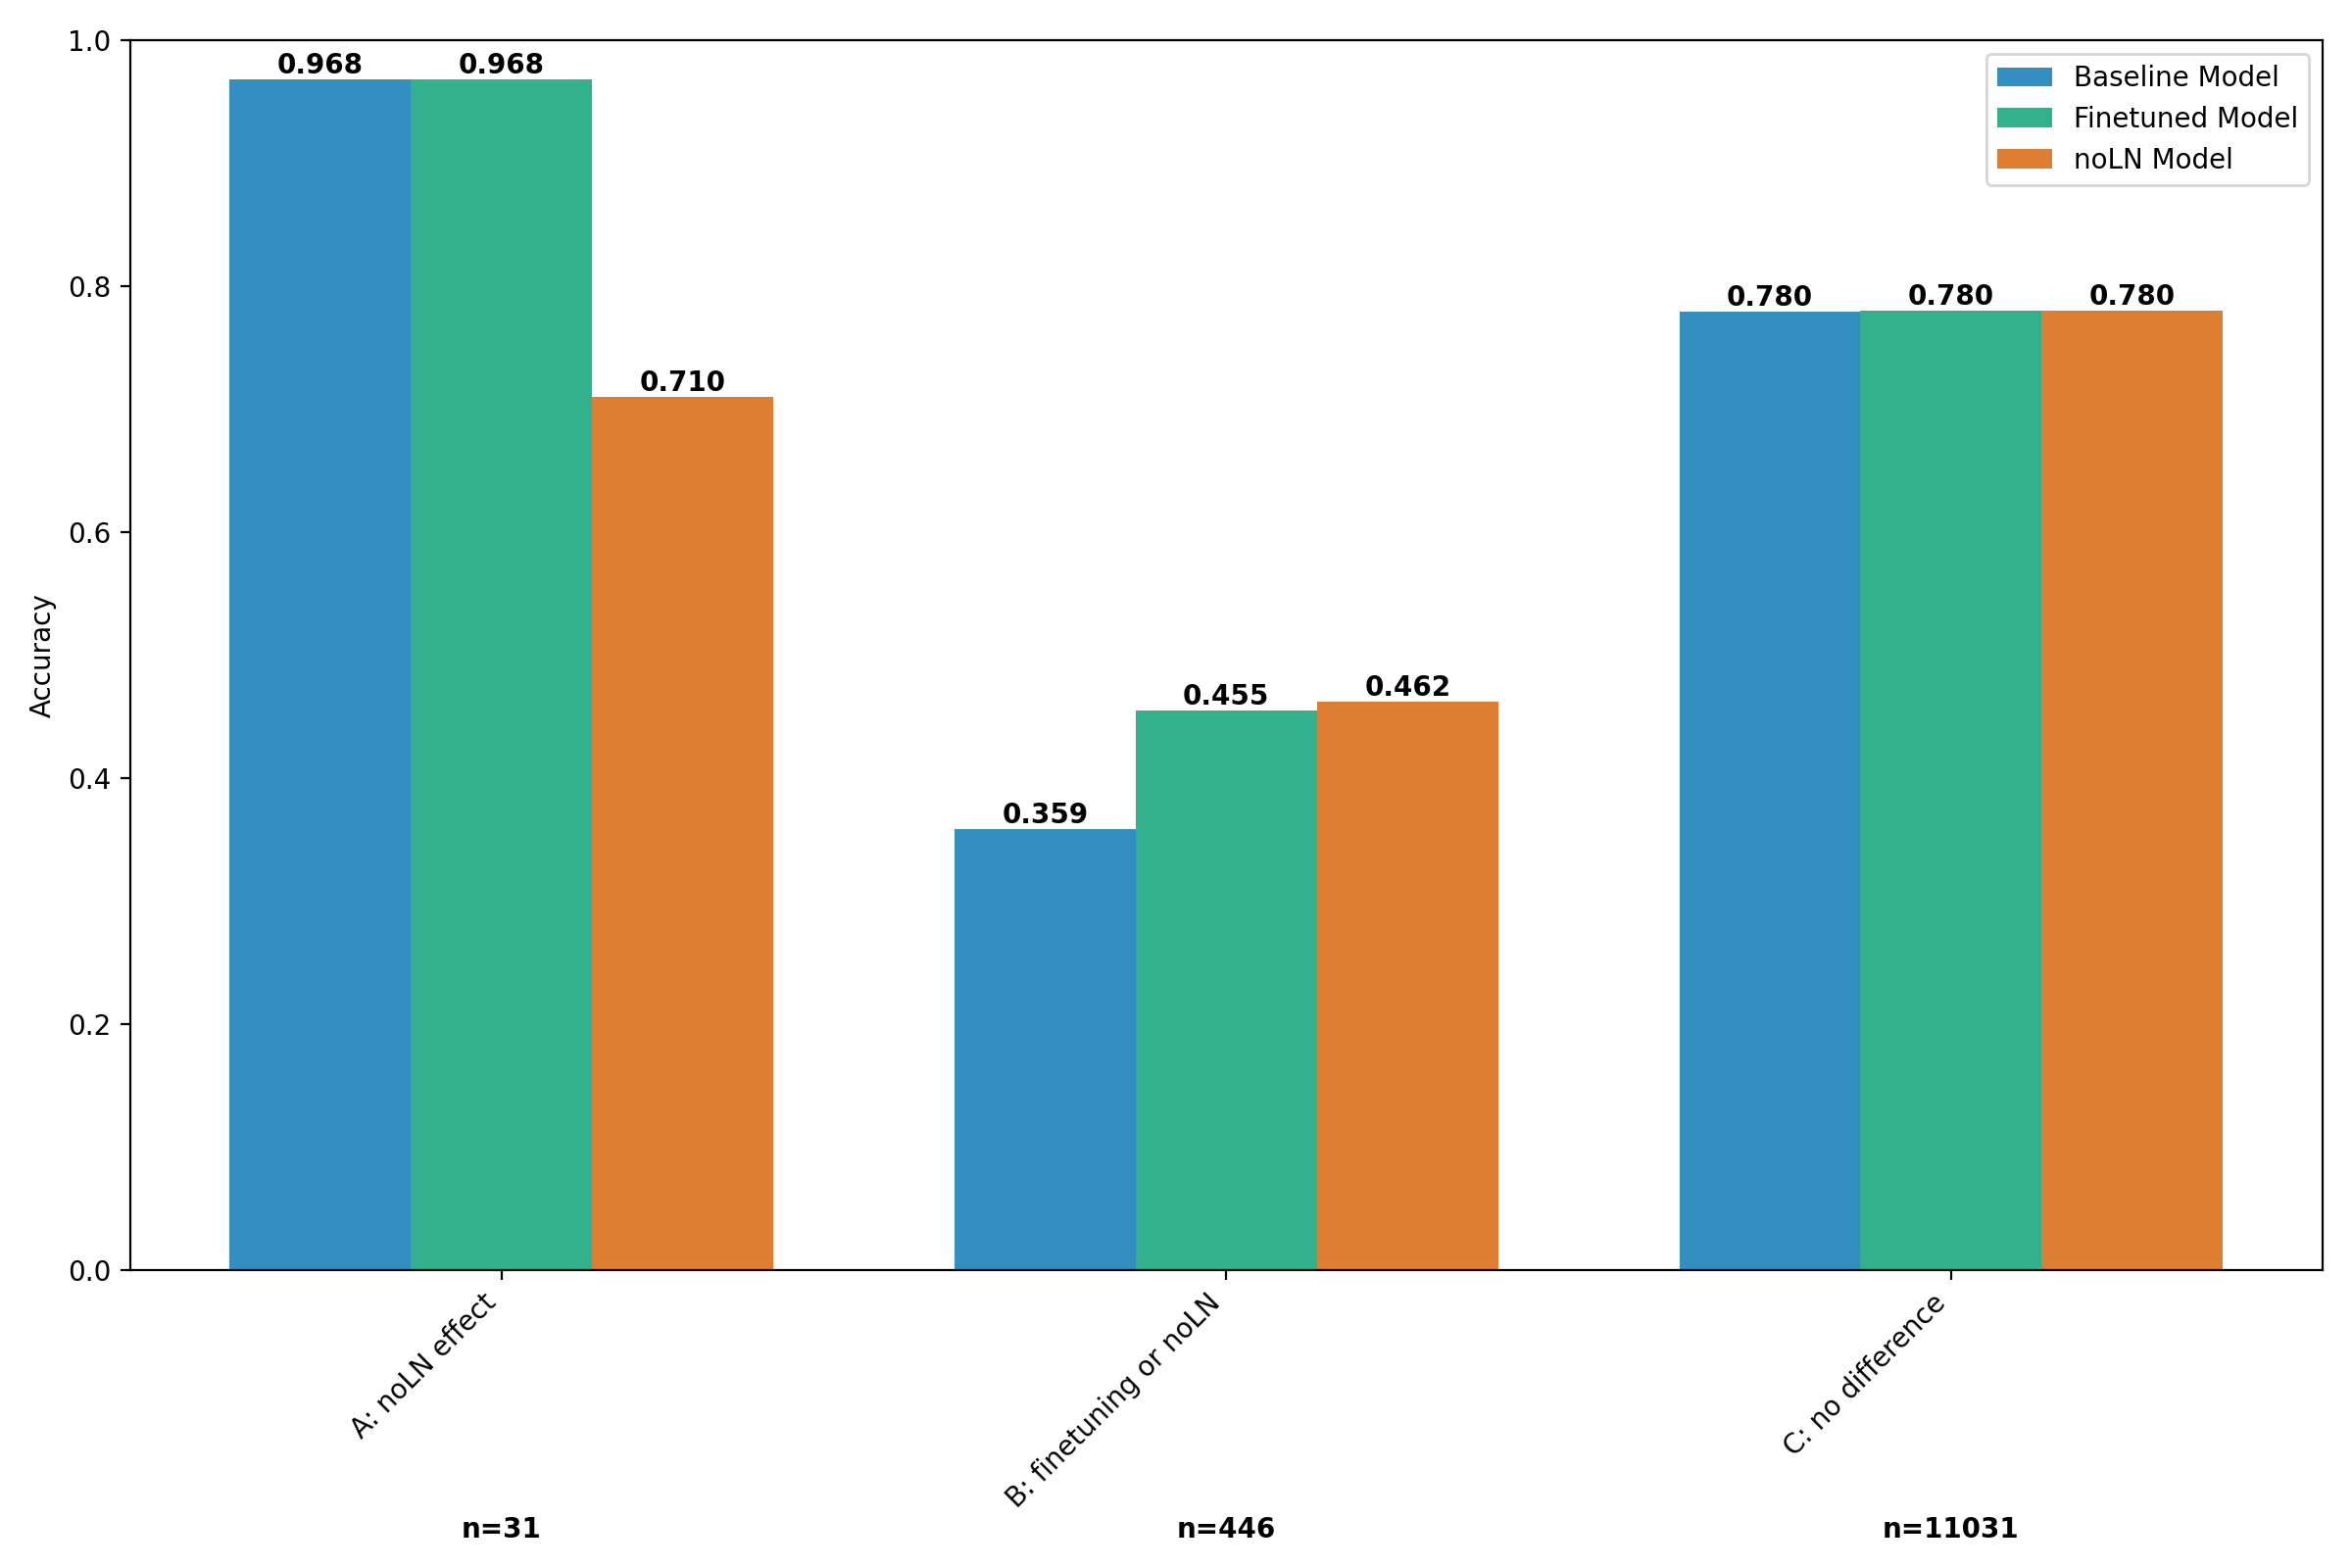 1.0
0.8
0.6
0.4
0.2
0.0
Accuracy
0.968
0.968
0.710
0.359
0.455
0.462
0.780
0.780
0.780
Baseline Model
Finetuned Model
noLN Model
A: noLN effect
B: finetuning or noLN
C: no difference
n=31
n=446
n=11031